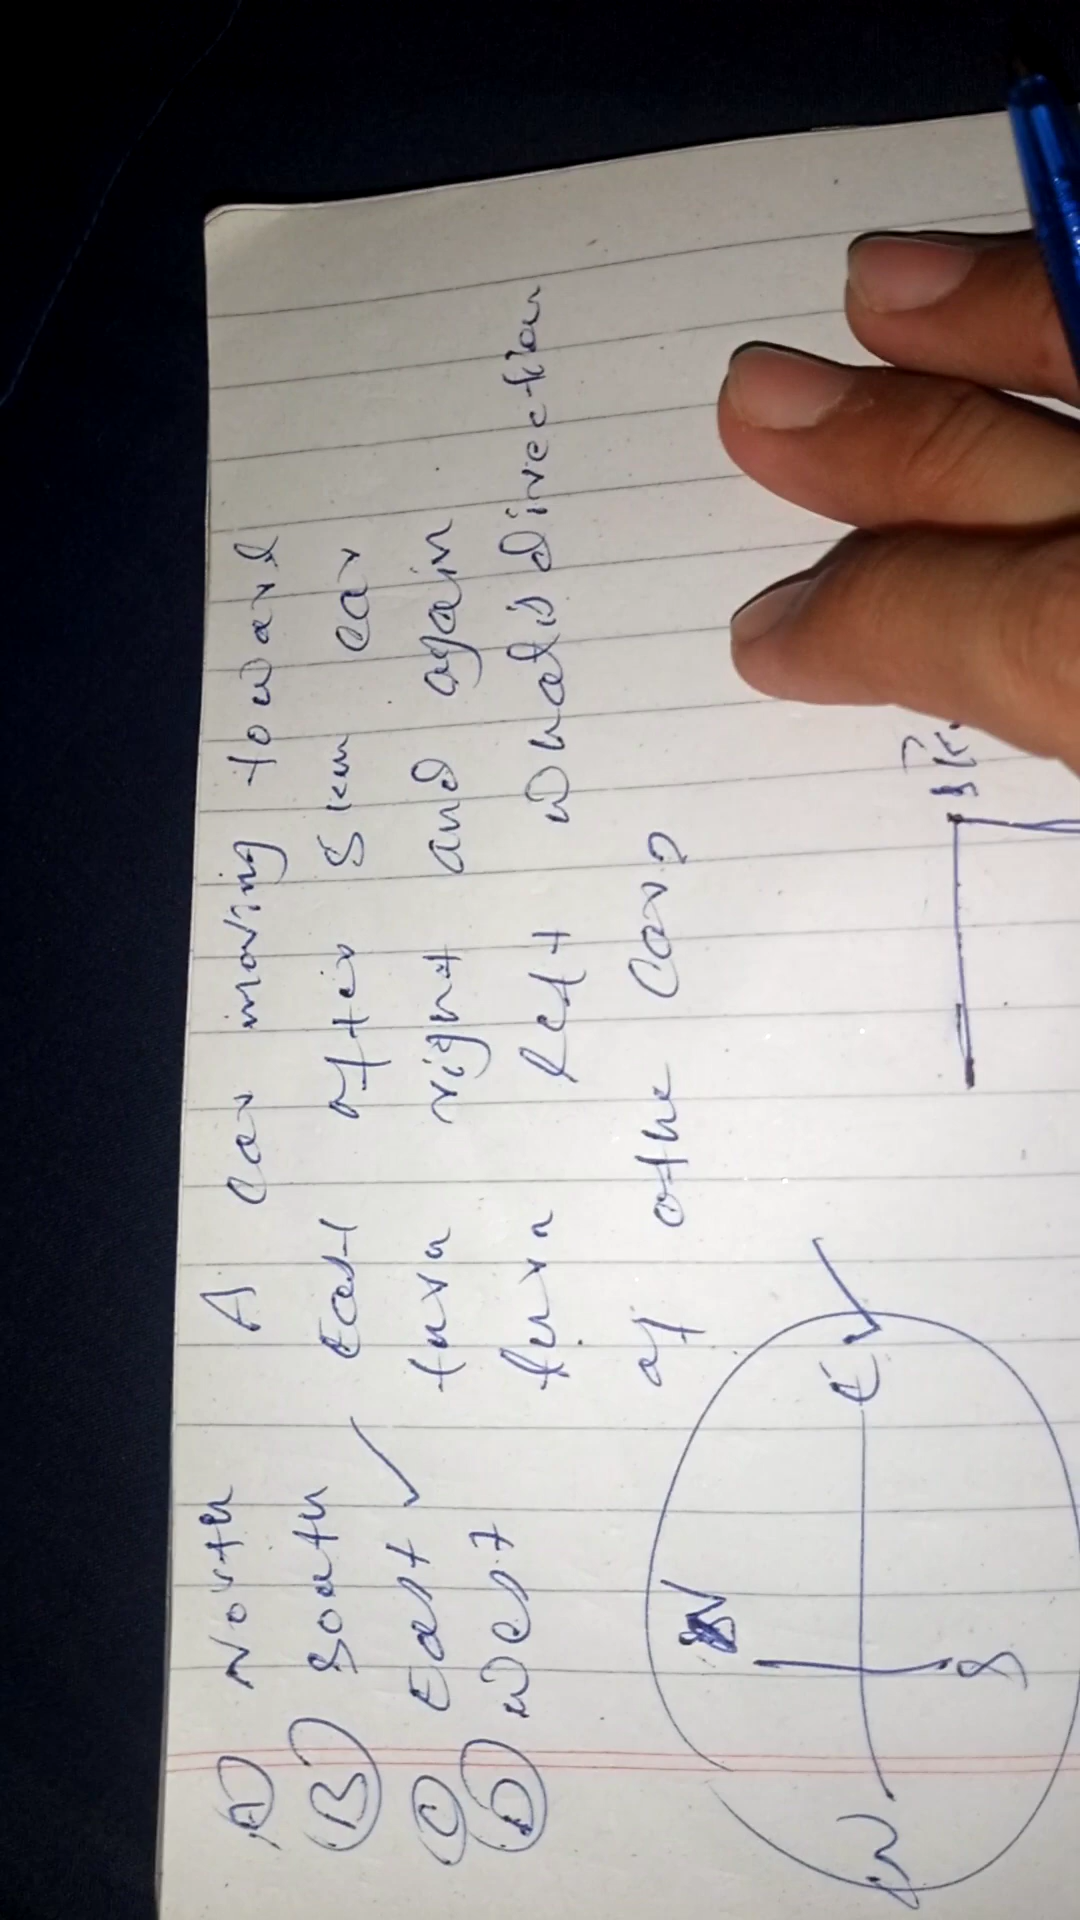 A) North
(B) South
(C) East ✓
(D) West
A car moving toward
East after 5 km car
turn right and again
turn left what is direction
of the car?
N
W E ✓
S
5 K